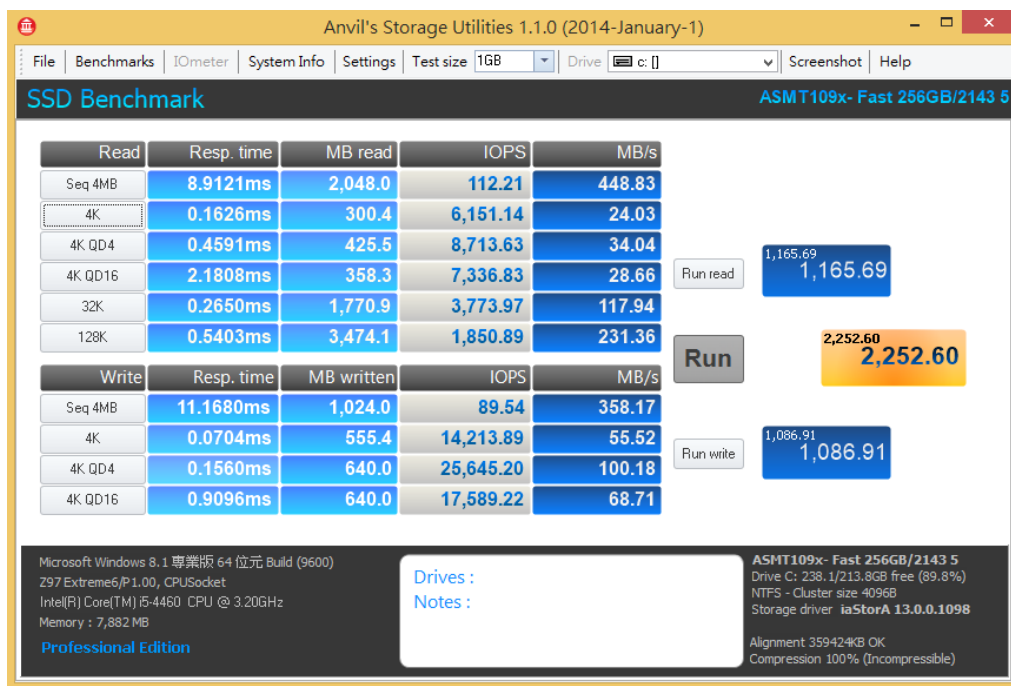 Anvil's Storage Utilities 1.1.0 (2014-January-1)
File Benchmarks IOmeter System Info Settings Test size 1GB Drive c: [] Screenshot Help
SSD Benchmark ASMT109x- Fast 256GB/2143 5
Read Resp. time MB read IOPS MB/s
Seq 4MB 8.9121ms 2,048.0 112.21 448.83
4K 0.1626ms 300.4 6,151.14 24.03
4K QD4 0.4591ms 425.5 8,713.63 34.04
4K QD16 2.1808ms 358.3 7,336.83 28.66
32K 0.2650ms 1,770.9 3,773.97 117.94
128K 0.5403ms 3,474.1 1,850.89 231.36
Run read
1,165.69
1,165.69
Run
2,252.60
2,252.60
Write Resp. time MB written IOPS MB/s
Seq 4MB 11.1680ms 1,024.0 89.54 358.17
4K 0.0704ms 555.4 14,213.89 55.52
4K QD4 0.1560ms 640.0 25,645.20 100.18
4K QD16 0.9096ms 640.0 17,589.22 68.71
Run write
1,086.91
1,086.91
Microsoft Windows 8.1 專業版 64 位元 Build (9600)
Z97 Extreme6/P1.00, CPUSocket
Intel(R) Core(TM) i5-4460 CPU @ 3.20GHz
Memory : 7,882 MB
Professional Edition
Drives :
Notes :
ASMT109x- Fast 256GB/2143 5
Drive C: 238.1/213.8GB free (89.8%)
NTFS - Cluster size 4096B
Storage driver iaStorA 13.0.0.1098
Alignment 359424KB OK
Compression 100% (Incompressible)